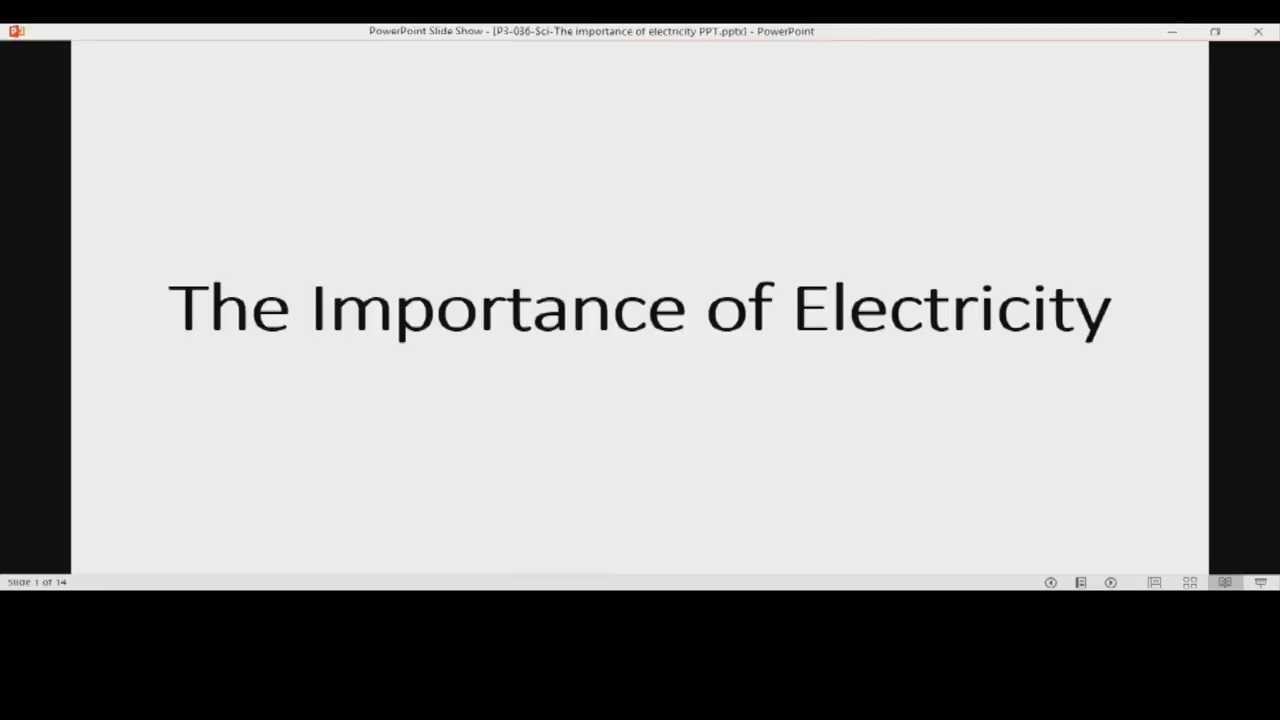 PowerPoint Slide Show - [P3-036-Sci-The importance of electricity PPT.pptx] - PowerPoint
The Importance of Electricity
Slide 1 of 14